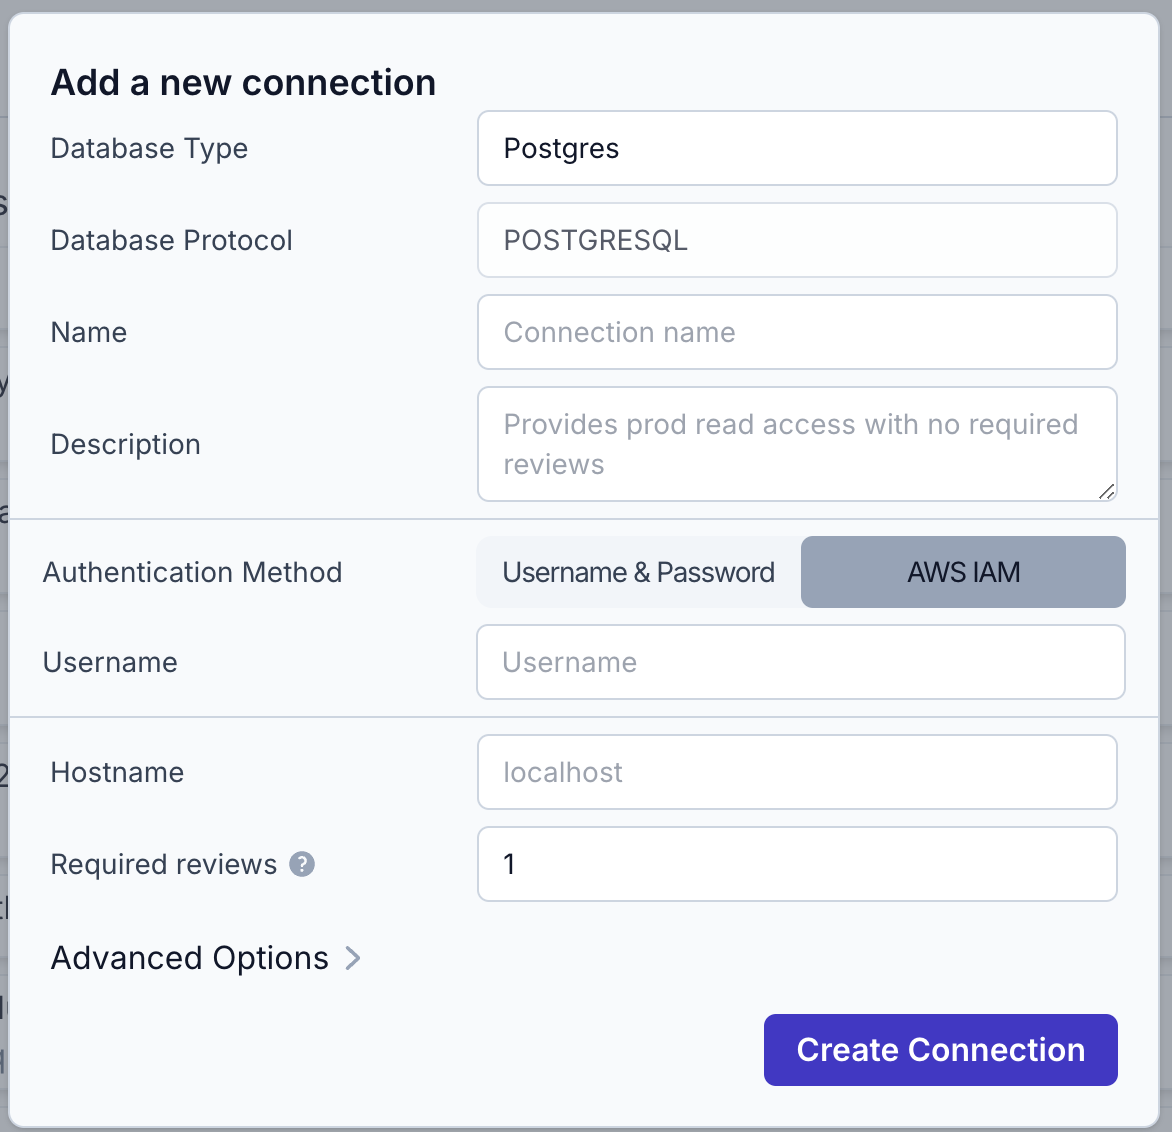 Add a new connection
Database Type
Postgres
Database Protocol
POSTGRESQL
Name
Connection name
Description
Provides prod read access with no required
reviews
Authentication Method
Username & Password
AWS IAM
Username
Username
Hostname
localhost
Required reviews ?
1
Advanced Options
Create Connection